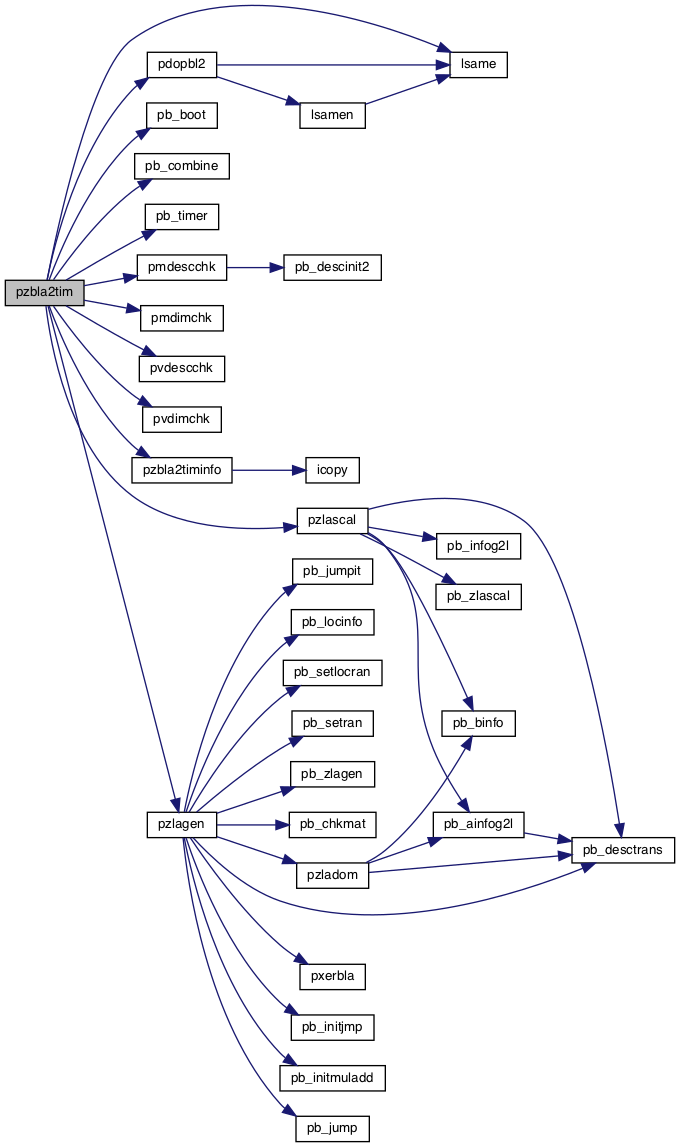 pdopbl2
lsame
pb_boot
lsamen
pb_combine
pb_timer
pmdescchk
pb_descinit2
pzbla2tim
pmdimchk
pvdescchk
pvdimchk
pzbla2timinfo
icopy
pzlascal
pb_infog2l
pb_jumpit
pb_zlascal
pb_locinfo
pb_setlocran
pb_setran
pb_binfo
pb_zlagen
pzlagen
pb_chkmat
pb_ainfog2l
pb_desctrans
pzladom
pxerbla
pb_initjmp
pb_initmuladd
pb_jump